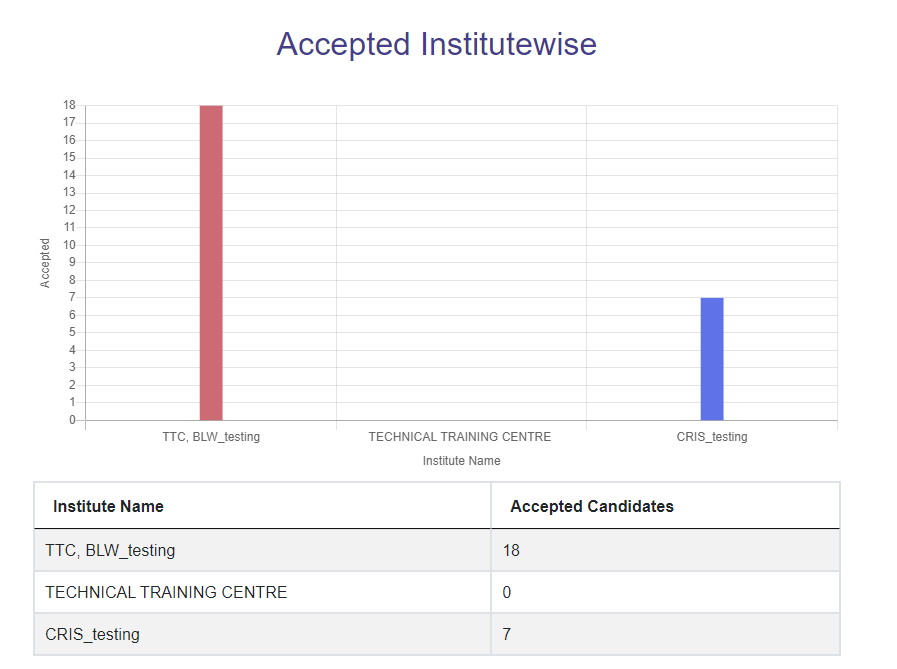 Accepted Institutewise
18
17
16
15
14
13
12
11
10
9
8
7
6
5
4
3
2
1
0
Accepted
TTC, BLW_testing
TECHNICAL TRAINING CENTRE
CRIS_testing
Institute Name
Institute Name Accepted Candidates
TTC, BLW_testing 18
TECHNICAL TRAINING CENTRE 0
CRIS_testing 7